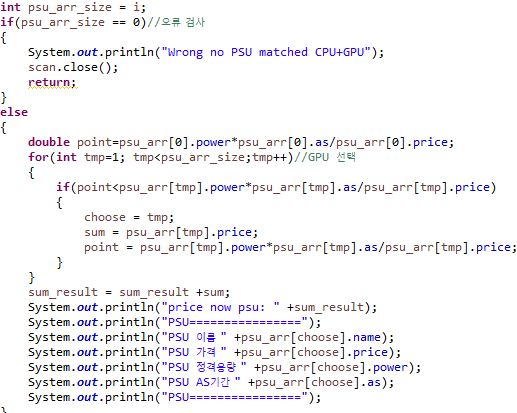 int psu_arr_size = i;
if(psu_arr_size == 0)//오류 검사
{
System.out.println("Wrong no PSU matched CPU+GPU");
scan.close();
return;
}
else
{
double point=psu_arr[0].power*psu_arr[0].as/psu_arr[0].price;
for(int tmp=1; tmp<psu_arr_size;tmp++)//GPU 선택
{
if(point<psu_arr[tmp].power*psu_arr[tmp].as/psu_arr[tmp].price)
{
choose = tmp;
sum = psu_arr[tmp].price;
point = psu_arr[tmp].power*psu_arr[tmp].as/psu_arr[tmp].price;
}
}
sum_result = sum_result +sum;
System.out.println("price now psu: " +sum_result);
System.out.println("PSU================");
System.out.println("PSU 이름 " +psu_arr[choose].name);
System.out.println("PSU 가격 " +psu_arr[choose].price);
System.out.println("PSU 정격용량 " +psu_arr[choose].power);
System.out.println("PSU AS기간 " +psu_arr[choose].as);
System.out.println("PSU================");
}